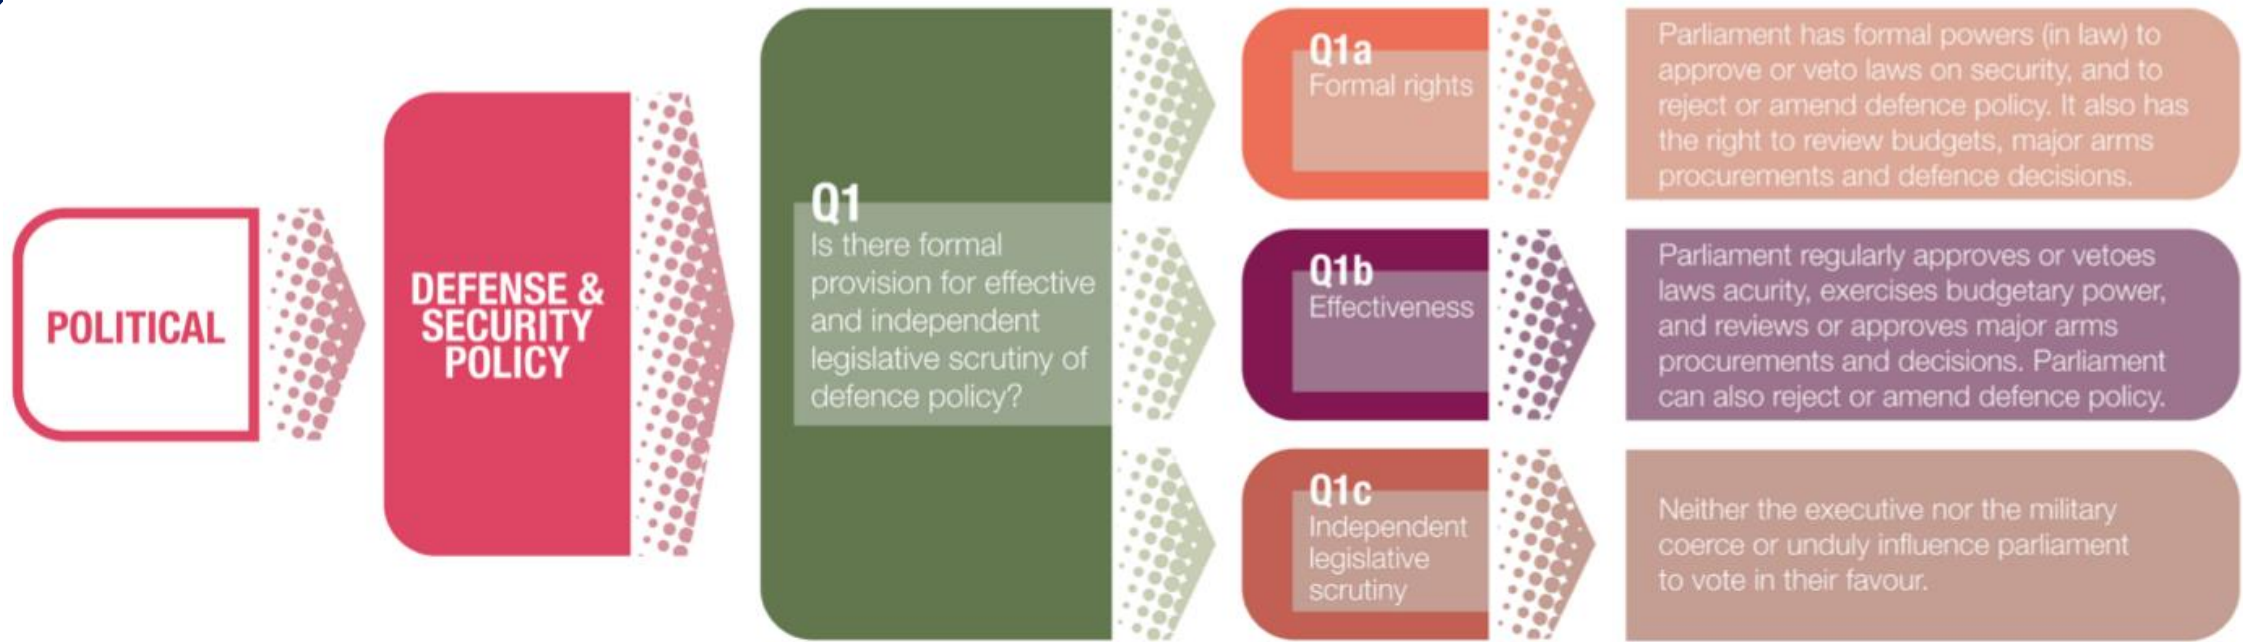 POLITICAL
DEFENSE &
SECURITY
POLICY
Q1
Is there formal
provision for effective
and independent
legislative scrutiny of
defence policy?
Q1a
Formal rights
Parliament has formal powers (in law) to
approve or veto laws on security, and to
reject or amend defence policy. It also has
the right to review budgets, major arms
procurements and defence decisions.
Q1b
Effectiveness
Parliament regularly approves or vetoes
laws acurity, exercises budgetary power,
and reviews or approves major arms
procurements and decisions. Parliament
can also reject or amend defence policy.
Q1c
Independent
legislative
scrutiny
Neither the executive nor the military
coerce or unduly influence parliament
to vote in their favour.